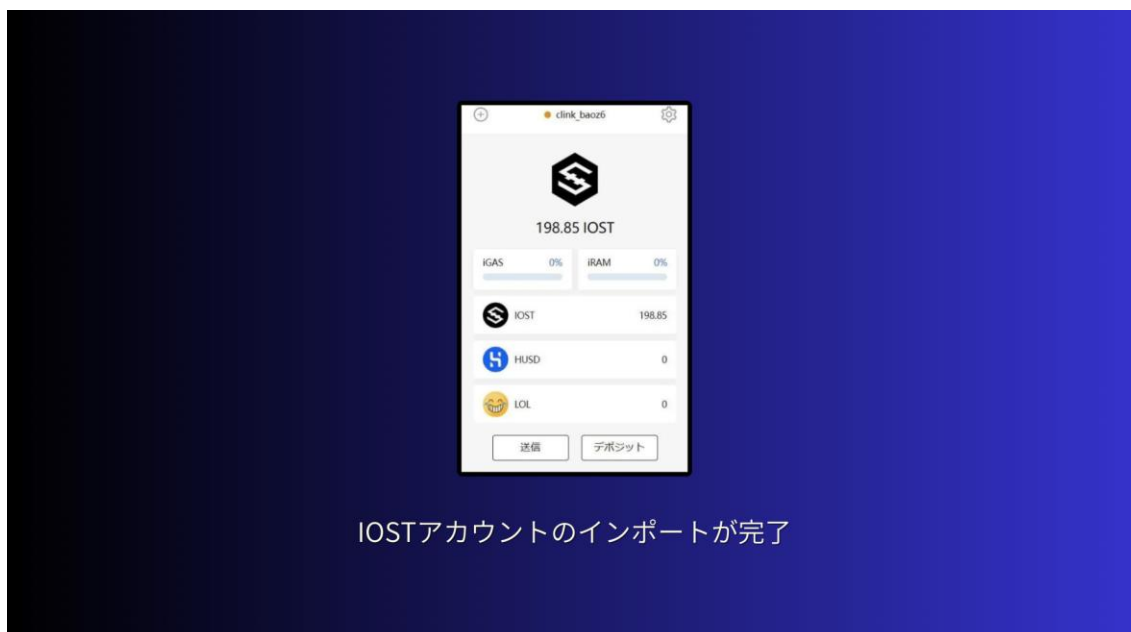 clink_baoz6
198.85 IOST
iGAS 0% iRAM 0%
IOST 198.85
HUSD 0
LOL 0
送信 デポジット
IOSTアカウントのインポートが完了